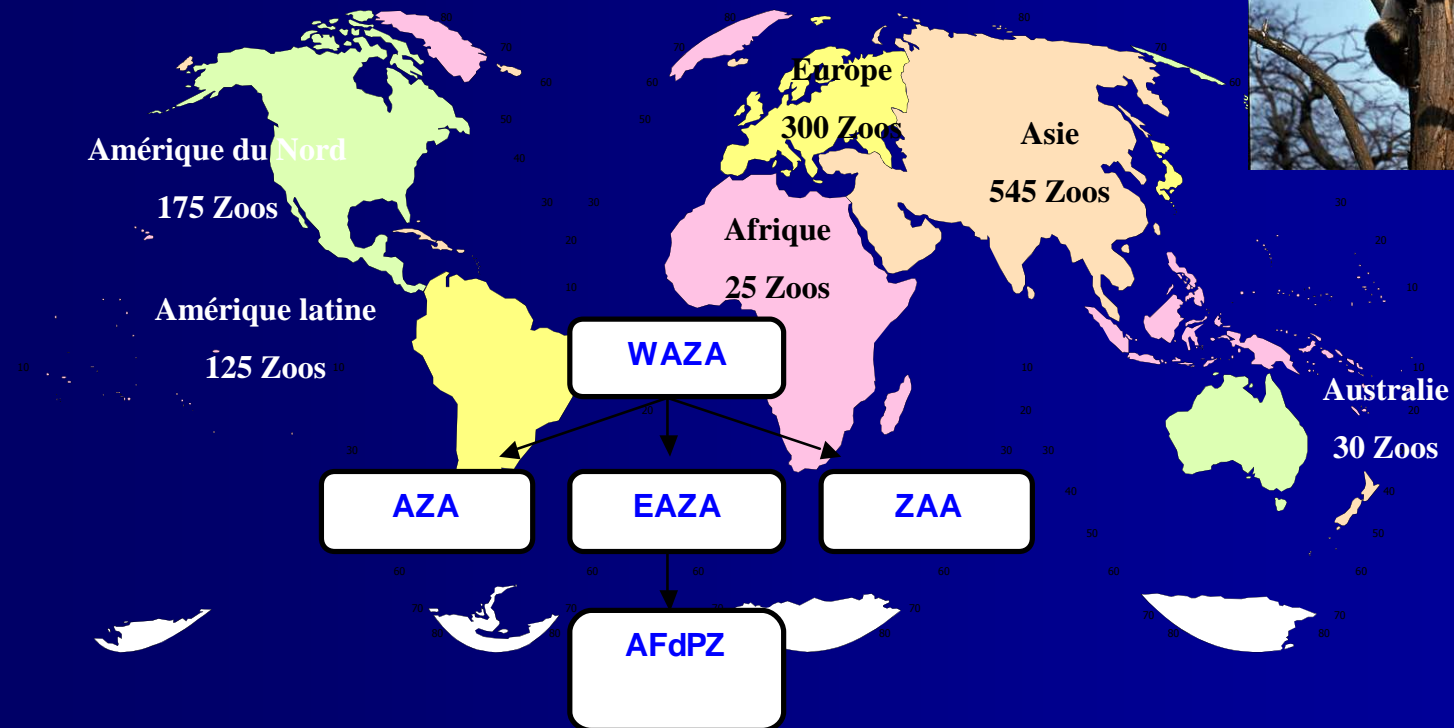 Europe
300 Zoos
Asie
545 Zoos
Amérique du Nord
175 Zoos
Afrique
25 Zoos
Amérique latine
125 Zoos
WAZA
Australie
30 Zoos
AZA
EAZA
ZAA
AFdPZ